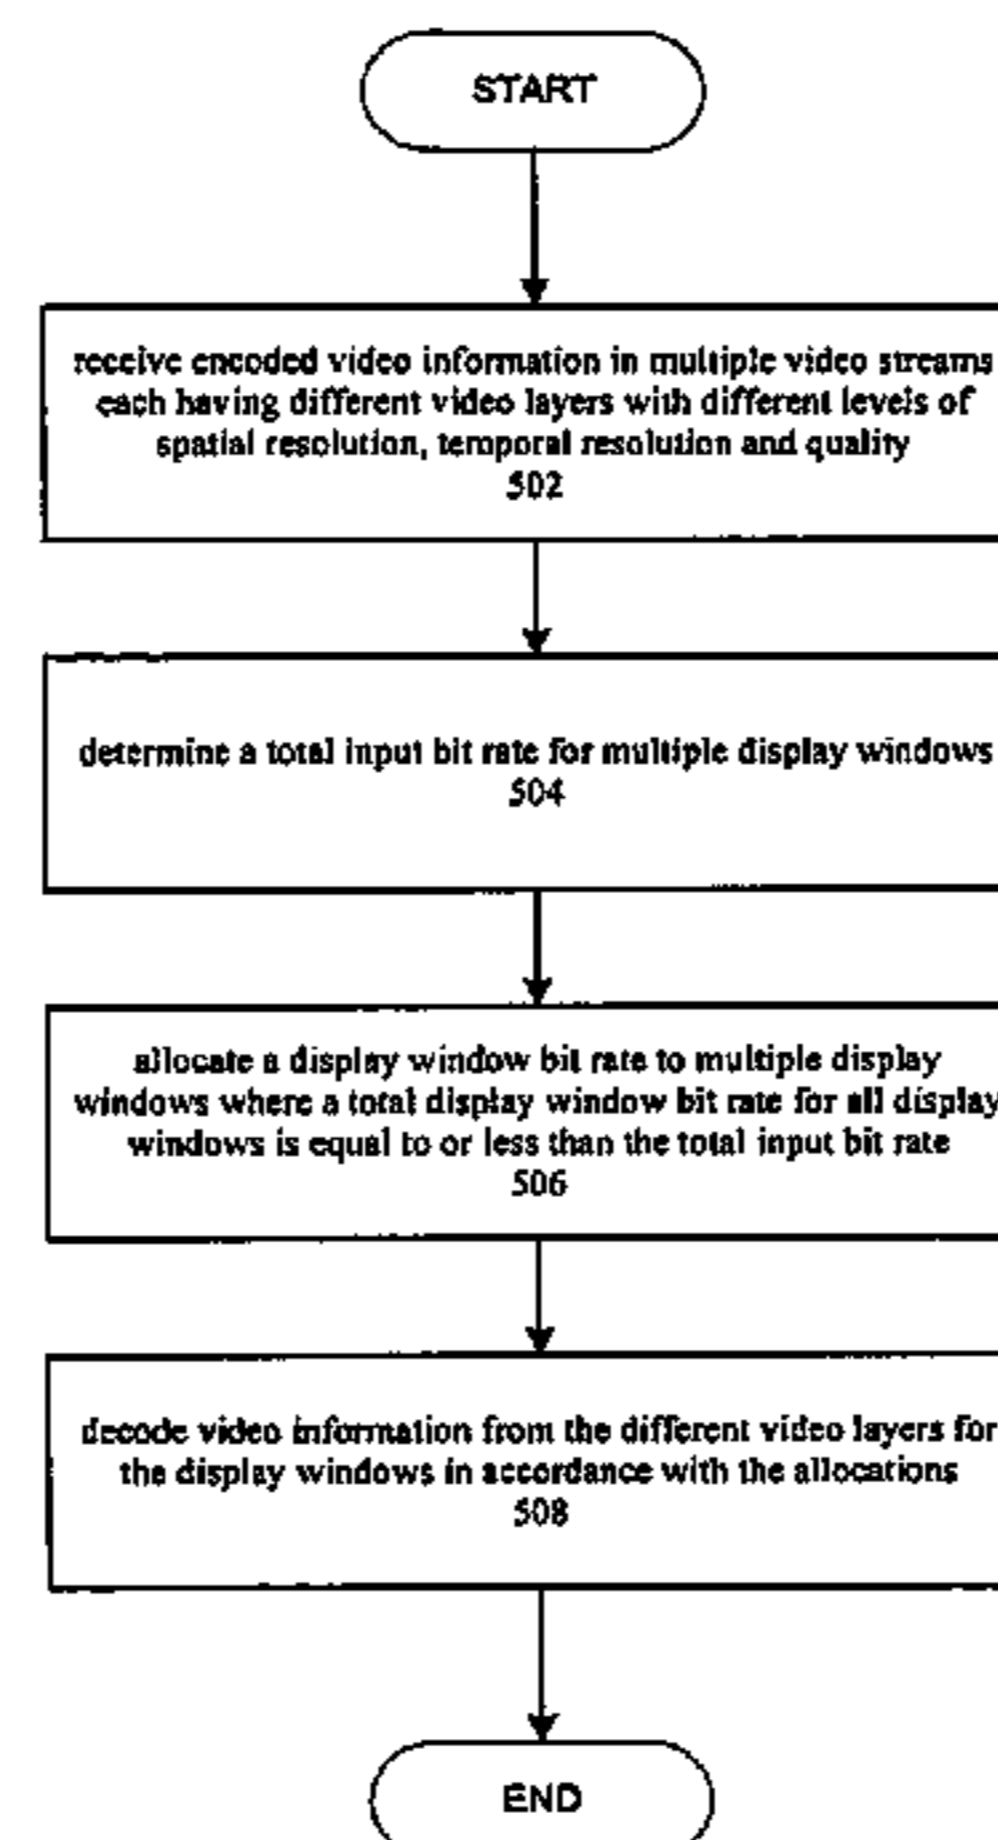 START
receive encoded video information in multiple video streams
each having different video layers with different levels of
spatial resolution, temporal resolution and quality
502
determine a total input bit rate for multiple display windows
504
allocate a display window bit rate to multiple display
windows where a total display window bit rate for all display
windows is equal to or less than the total input bit rate
506
decode video information from the different video layers for
the display windows in accordance with the allocations
508
END